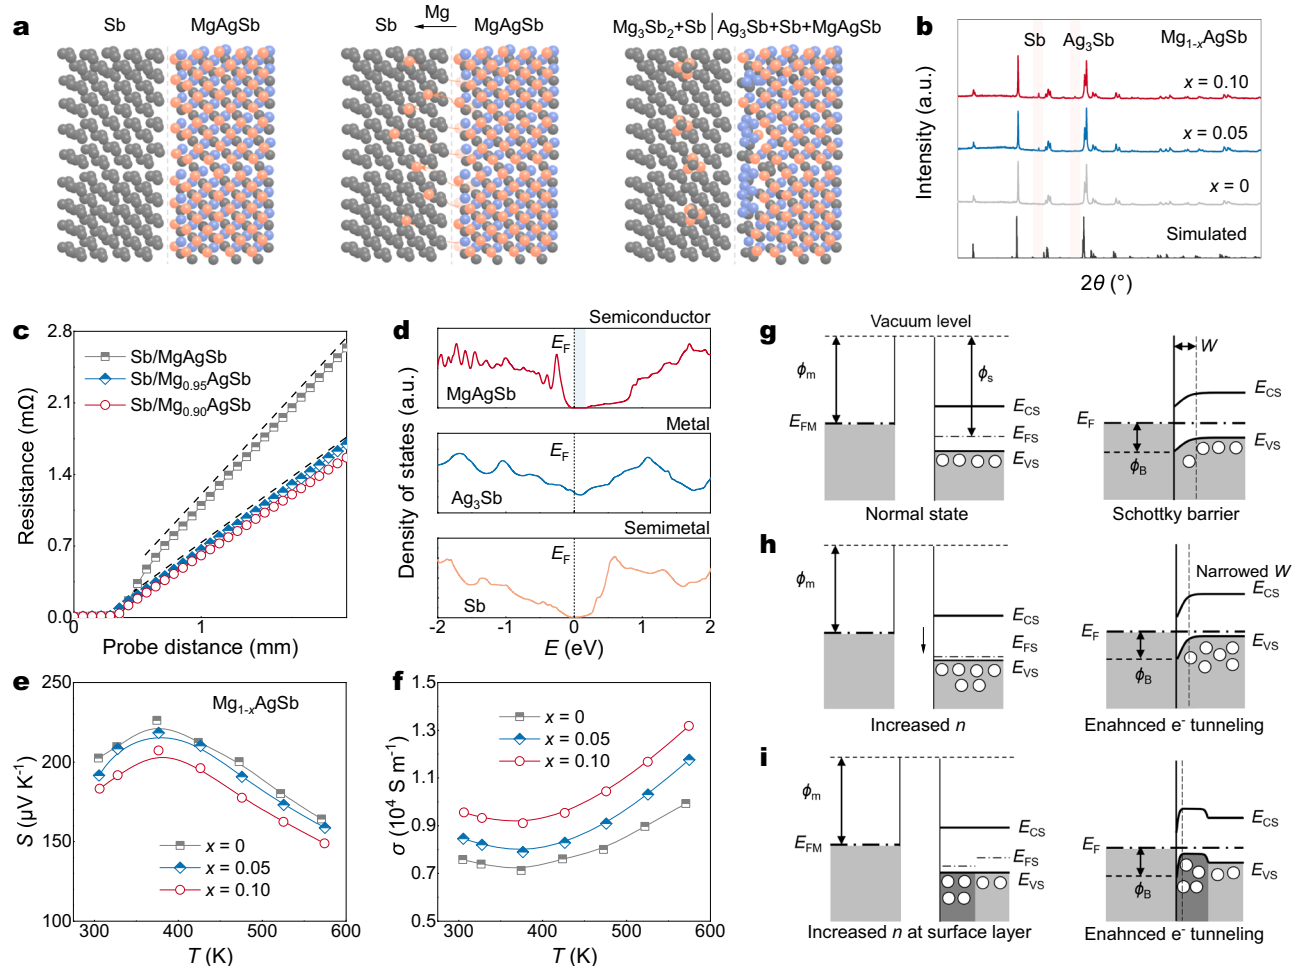 a
Sb
MgAgSb
Sb
Mg
MgAgSb
Mg3Sb2+Sb
Ag3Sb+Sb+MgAgSb
b
Intensity (a.u.)
Sb
Ag3Sb
Mg1-xAgSb
x = 0.10
x = 0.05
x = 0
Simulated
2θ (°)
c
Resistance (mΩ)
2.8
2.1
1.4
0.7
0.0
Sb/MgAgSb
Sb/Mg0.95AgSb
Sb/Mg0.90AgSb
1
Probe distance (mm)
d
Density of states (a.u.)
Semiconductor
EF
MgAgSb
Metal
EF
Ag3Sb
Semimetal
EF
Sb
-2
-1
0
1
2
E (eV)
e
S (μV K-1)
250
200
150
100
Mg1-xAgSb
x = 0
x = 0.05
x = 0.10
300
400
500
600
T (K)
f
σ (10⁴ S m-1)
1.5
1.3
1.1
0.9
0.7
0.5
x = 0
x = 0.05
x = 0.10
300
400
500
600
T (K)
g
Vacuum level
ϕm
ϕs
EFM
ECS
EFS
EVS
Normal state
W
EF
ϕB
ECS
EVS
Schottky barrier
h
ϕm
ECS
EFS
EVS
Increased n
Narrowed W
ECS
EF
EVS
ϕB
Enahnced e- tunneling
i
ϕm
EFM
ECS
EFS
EVS
Increased n at surface layer
ECS
EF
EVS
ϕB
Enahnced e- tunneling